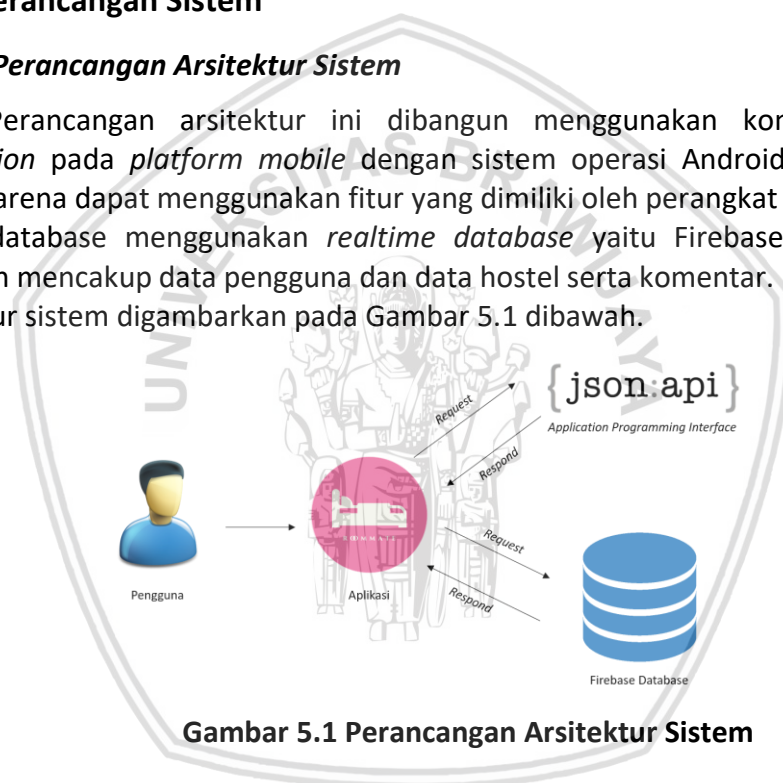 erancangan Sistem
Perancangan Arsitektur Sistem
Perancangan arsitektur ini dibangun menggunakan kon
ion pada platform mobile dengan sistem operasi Android
arena dapat menggunakan fitur yang dimiliki oleh perangkat
database menggunakan realtime database yaitu Firebase
n mencakup data pengguna dan data hostel serta komentar.
ur sistem digambarkan pada Gambar 5.1 dibawah.
UNIVERSITAS BRAWIJAYA
{json:api}
Application Programming Interface
Request
Respond
Request
Respond
Pengguna
Aplikasi
Firebase Database
Gambar 5.1 Perancangan Arsitektur Sistem